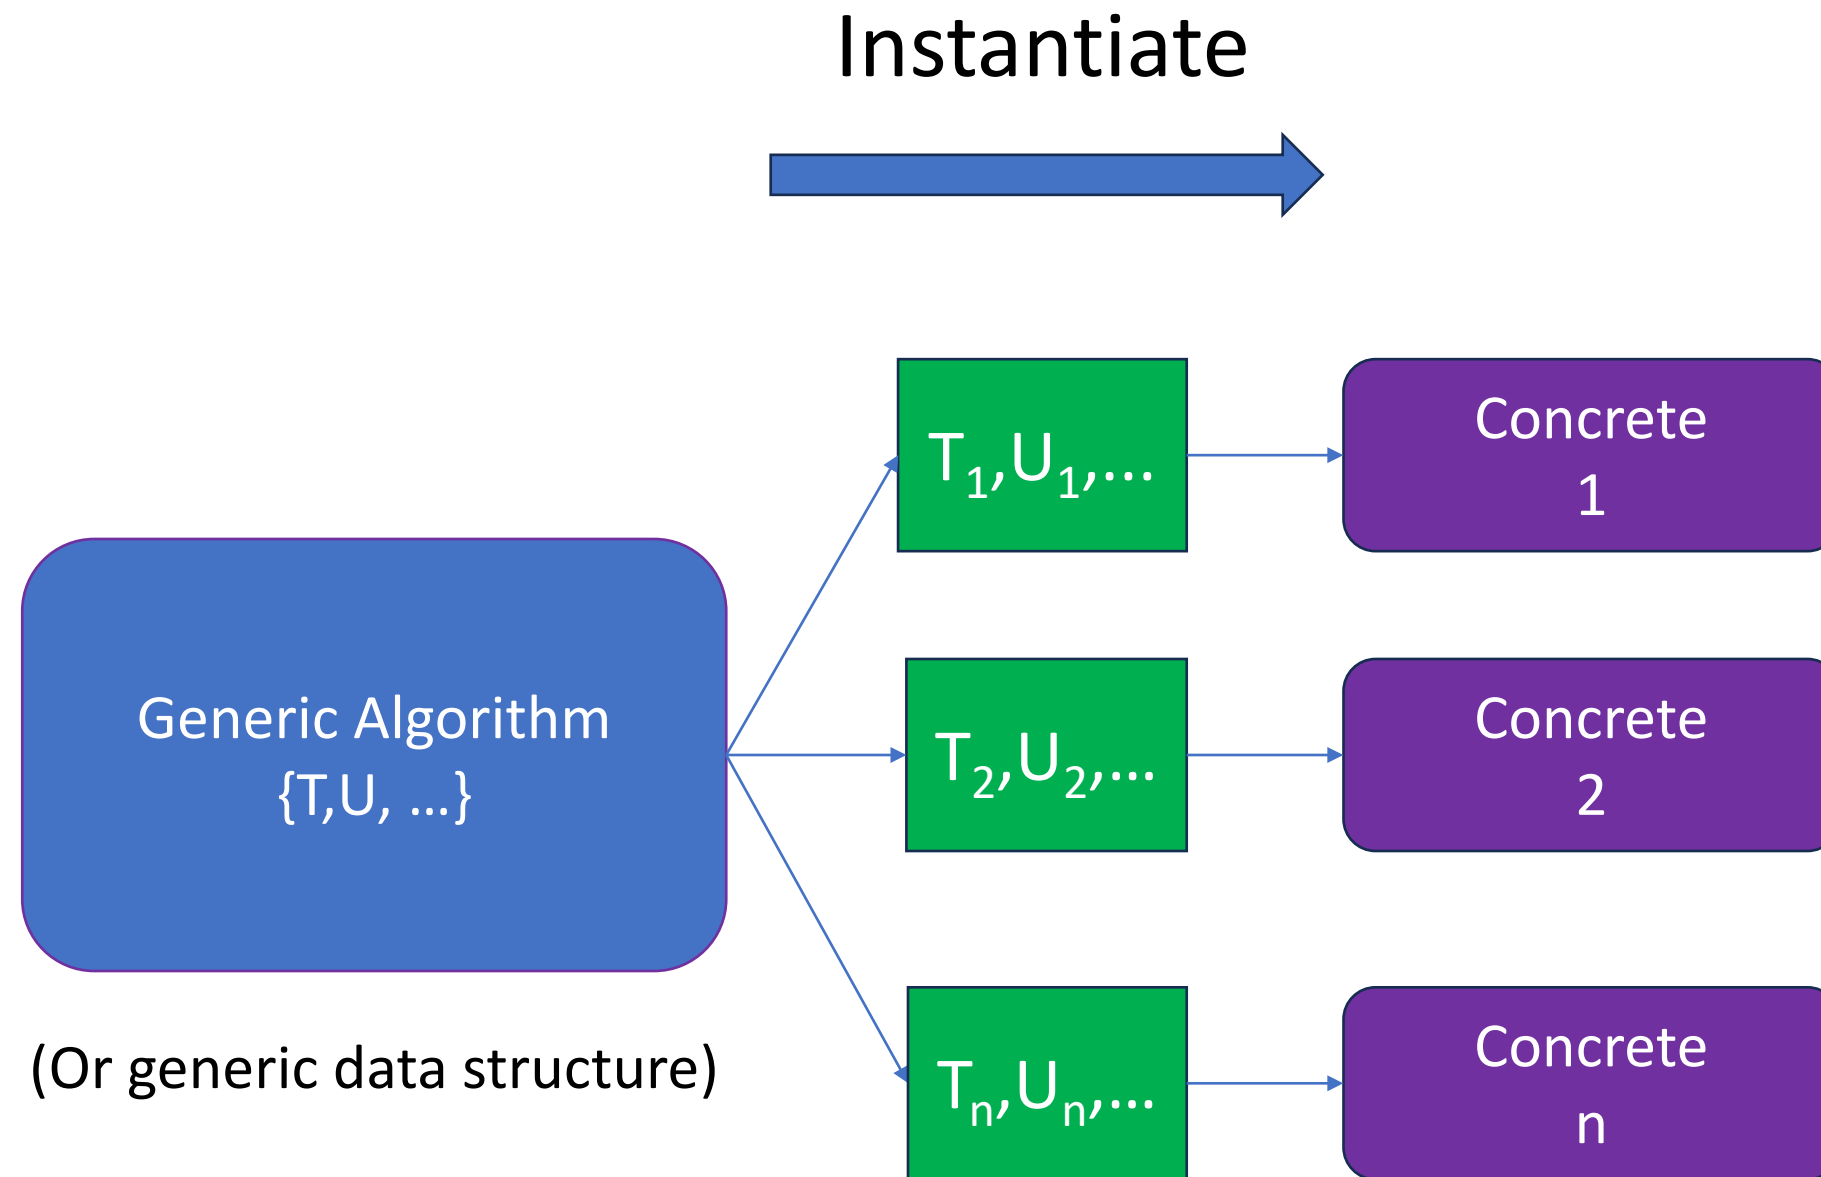 Instantiate
T₁,U₁,...
Concrete
1
Generic Algorithm
{T,U, ...}
T₂,U₂,...
Concrete
2
(Or generic data structure)
Tₙ,Uₙ,...
Concrete
n